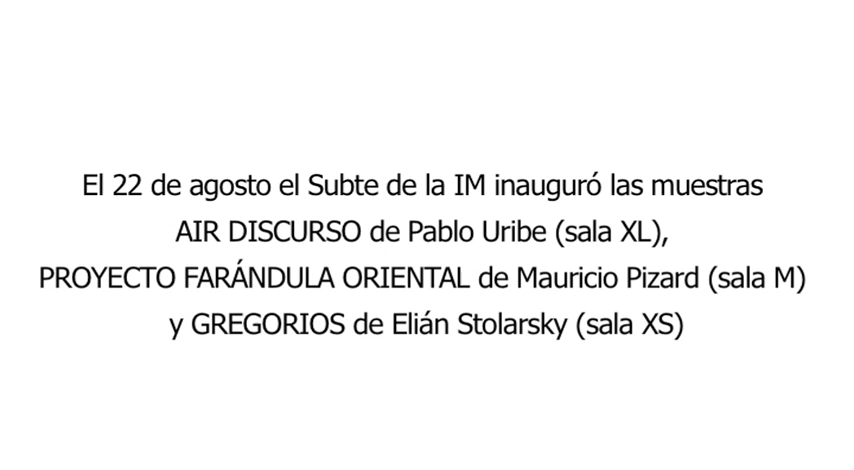 El 22 de agosto el Subte de la IM inauguró las muestras
AIR DISCURSO de Pablo Uribe (sala XL),
PROYECTO FARÁNDULA ORIENTAL de Mauricio Pizard (sala M)
y GREGORIOS de Elián Stolarsky (sala XS)